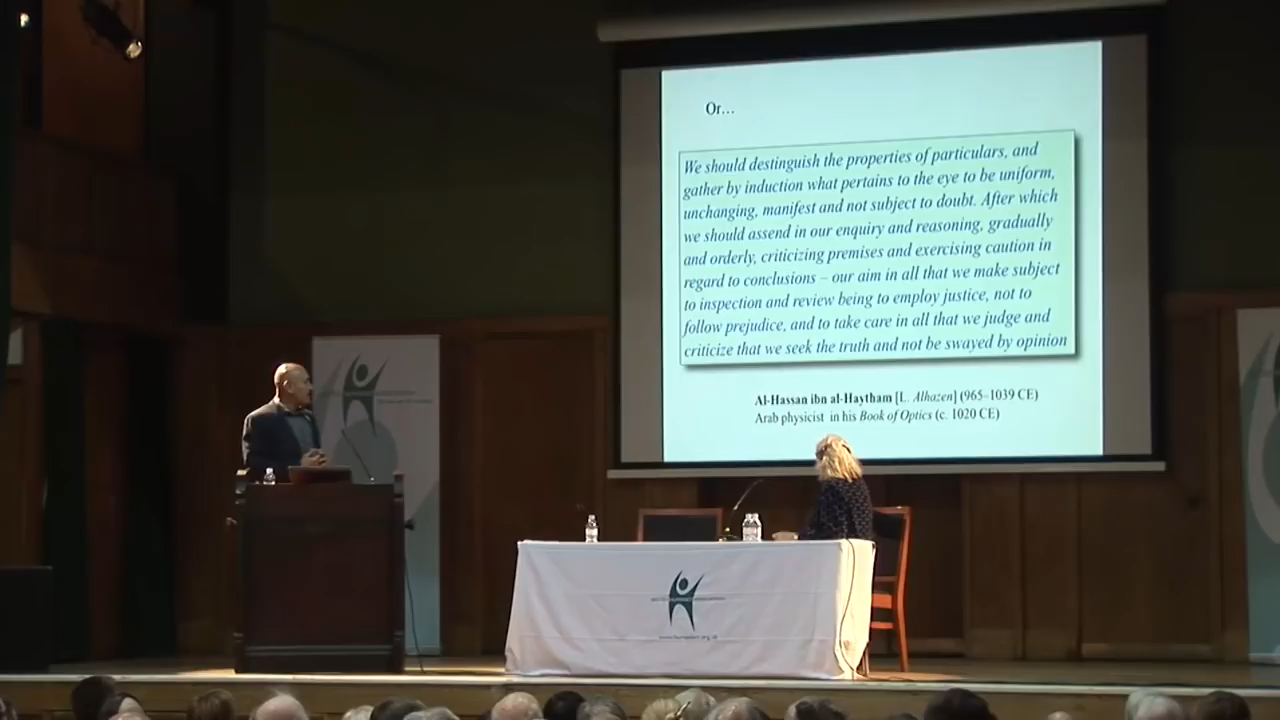 Or…
We should destinguish the properties of particulars, and
gather by induction what pertains to the eye to be uniform,
unchanging, manifest and not subject to doubt. After which
we should assend in our enquiry and reasoning, gradually
and orderly, criticizing premises and exercising caution in
regard to conclusions – our aim in all that we make subject
to inspection and review being to employ justice, not to
follow prejudice, and to take care in all that we judge and
criticize that we seek the truth and not be swayed by opinion
Al-Hassan ibn al-Haytham [L. Alhazen] (965–1039 CE)
Arab physicist in his Book of Optics (c. 1020 CE)